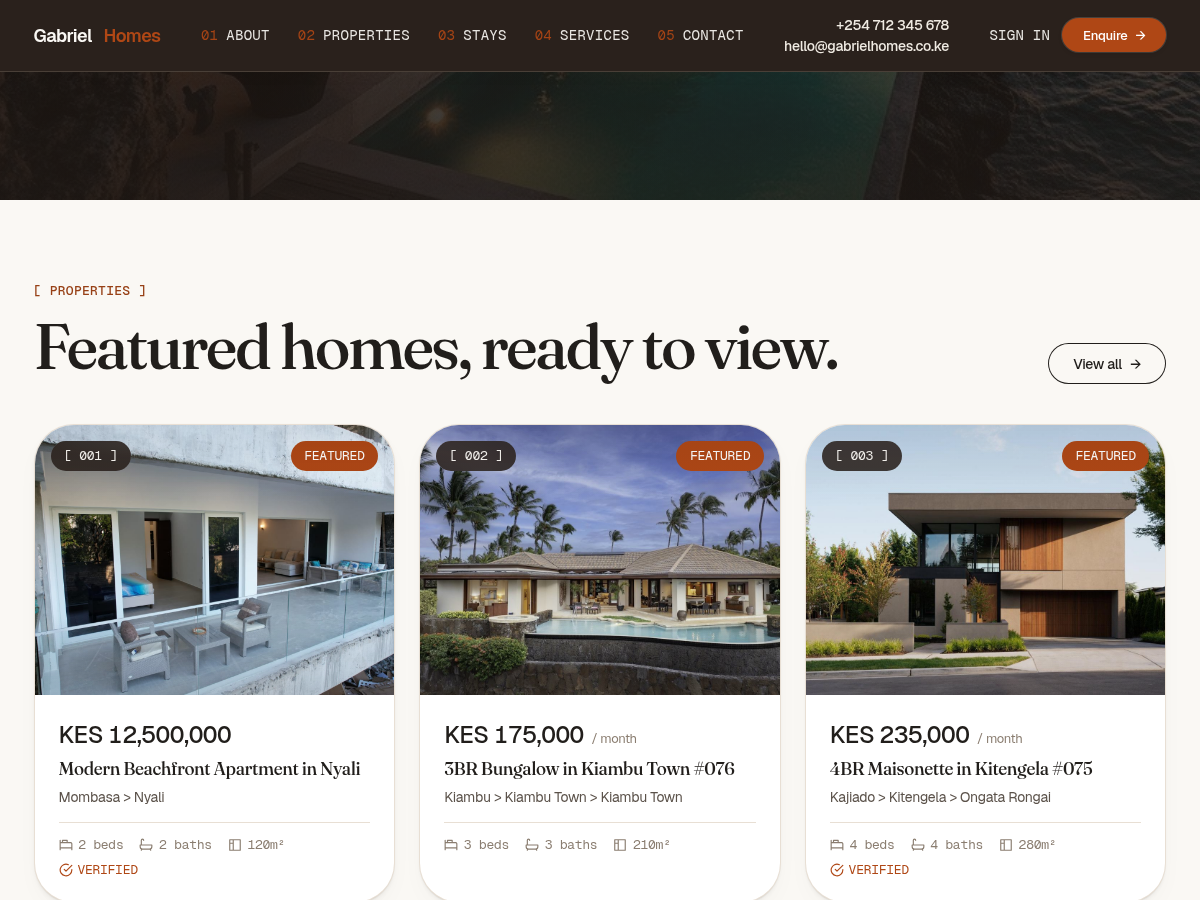 Gabriel Homes
01 ABOUT
02 PROPERTIES
03 STAYS
04 SERVICES
05 CONTACT
+254 712 345 678
hello@gabrielhomes.co.ke
SIGN IN
Enquire →
[ PROPERTIES ]
Featured homes, ready to view.
View all →
[ 001 ]
FEATURED
KES 12,500,000
Modern Beachfront Apartment in Nyali
Mombasa > Nyali
2 beds 2 baths 120m²
VERIFIED
[ 002 ]
FEATURED
KES 175,000 / month
3BR Bungalow in Kiambu Town #076
Kiambu > Kiambu Town > Kiambu Town
3 beds 3 baths 210m²
[ 003 ]
FEATURED
KES 235,000 / month
4BR Maisonette in Kitengela #075
Kajiado > Kitengela > Ongata Rongai
4 beds 4 baths 280m²
VERIFIED